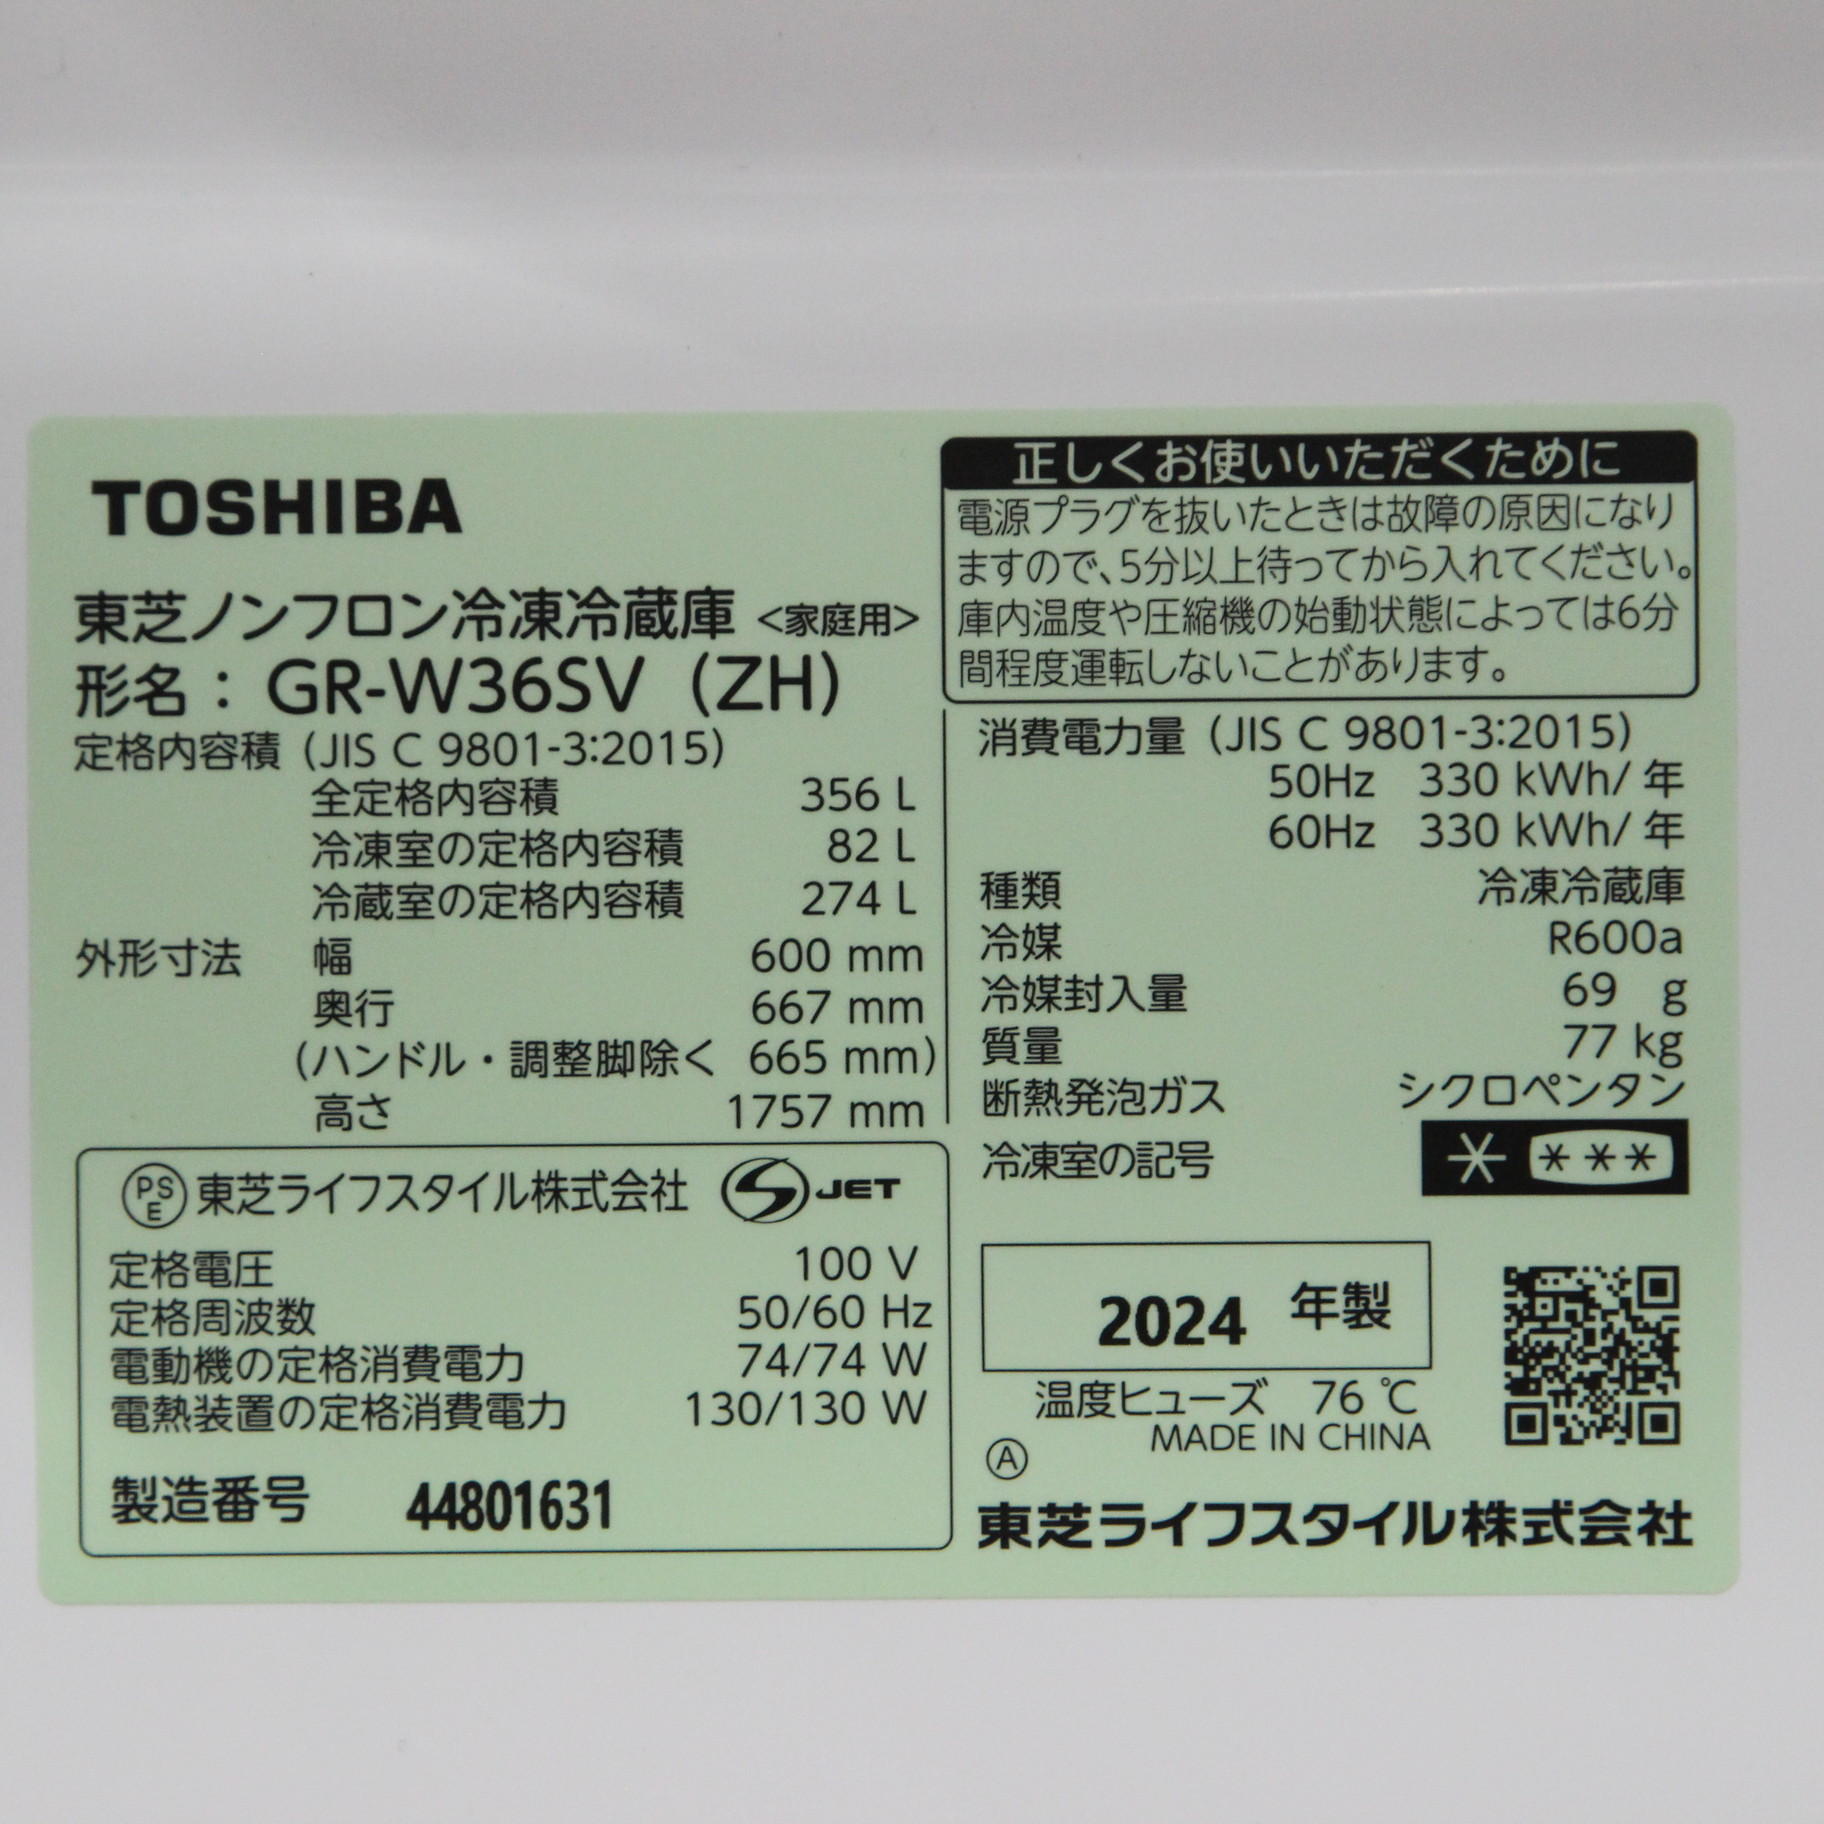 TOSHIBA
東芝ノンフロン冷凍冷蔵庫 <家庭用>
形名：GR-W36SV (ZH)
定格内容積 (JIS C 9801-3:2015)
全定格内容積 356 L
冷凍室の定格内容積 82 L
冷蔵室の定格内容積 274 L
外形寸法 幅 600 mm
奥行 667 mm
(ハンドル・調整脚除く 665 mm)
高さ 1757 mm
PS E 東芝ライフスタイル株式会社 JET
定格電圧 100 V
定格周波数 50/60 Hz
電動機の定格消費電力 74/74 W
電熱装置の定格消費電力 130/130 W
製造番号 44801631
正しくお使いいただくために
電源プラグを抜いたときは故障の原因になり
ますので、5分以上待ってから入れてください。
庫内温度や圧縮機の始動状態によっては6分
間程度運転しないことがあります。
消費電力量 (JIS C 9801-3:2015)
50Hz 330 kWh/年
60Hz 330 kWh/年
種類 冷凍冷蔵庫
冷媒 R600a
冷媒封入量 69 g
質量 77 kg
断熱発泡ガス シクロペンタン
冷凍室の記号 * ***
2024 年製
温度ヒューズ 76 ℃
MADE IN CHINA
Ⓐ
東芝ライフスタイル株式会社